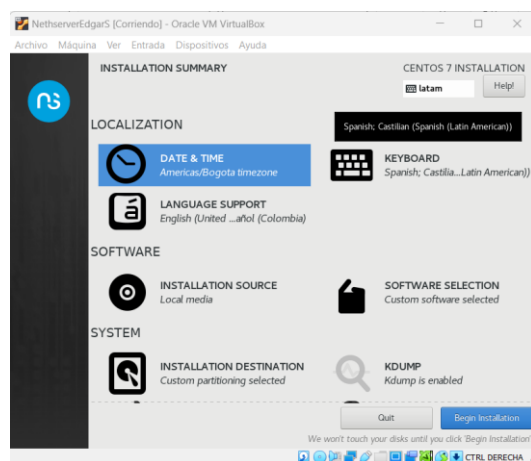 NethserverEdgarS [Corriendo] - Oracle VM VirtualBox
Archivo Máquina Ver Entrada Dispositivos Ayuda
INSTALLATION SUMMARY
CENTOS 7 INSTALLATION
latam
Help!
ns
LOCALIZATION
Spanish; Castilian (Spanish (Latin American))
DATE & TIME
Americas/Bogota timezone
KEYBOARD
Spanish; Castilia...Latin American))
á
LANGUAGE SUPPORT
English (United ...añol (Colombia)
SOFTWARE
INSTALLATION SOURCE
Local media
SOFTWARE SELECTION
Custom software selected
SYSTEM
INSTALLATION DESTINATION
Custom partitioning selected
KDUMP
Kdump is enabled
Quit
Begin Installation
We won't touch your disks until you click 'Begin Installation'
CTRL DERECHA